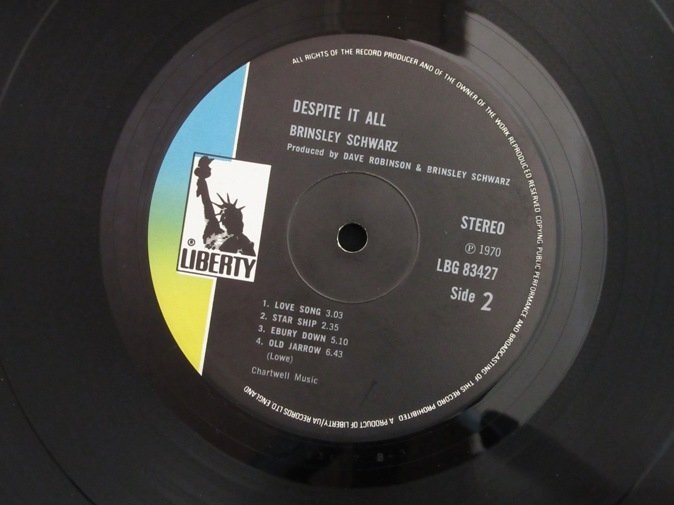 DESPITE IT ALL
BRINSLEY SCHWARZ
Produced by DAVE ROBINSON & BRINSLEY SCHWARZ
® LIBERTY
STEREO
℗ 1970
LBG 83427
Side 2
1. LOVE SONG 3.03
2. STAR SHIP 2.35
3. EBURY DOWN 5.10
4. OLD JARROW 6.43
(Lowe)
Chartwell Music
ALL RIGHTS OF THE RECORD PRODUCER AND OF THE OWNER OF THE WORK REPRODUCED RESERVED COPYING PUBLIC PERFORMANCE AND BROADCASTING OF THIS RECORD PROHIBITED. A PRODUCT OF LIBERTY/UA RECORDS LTD. ENGLAND